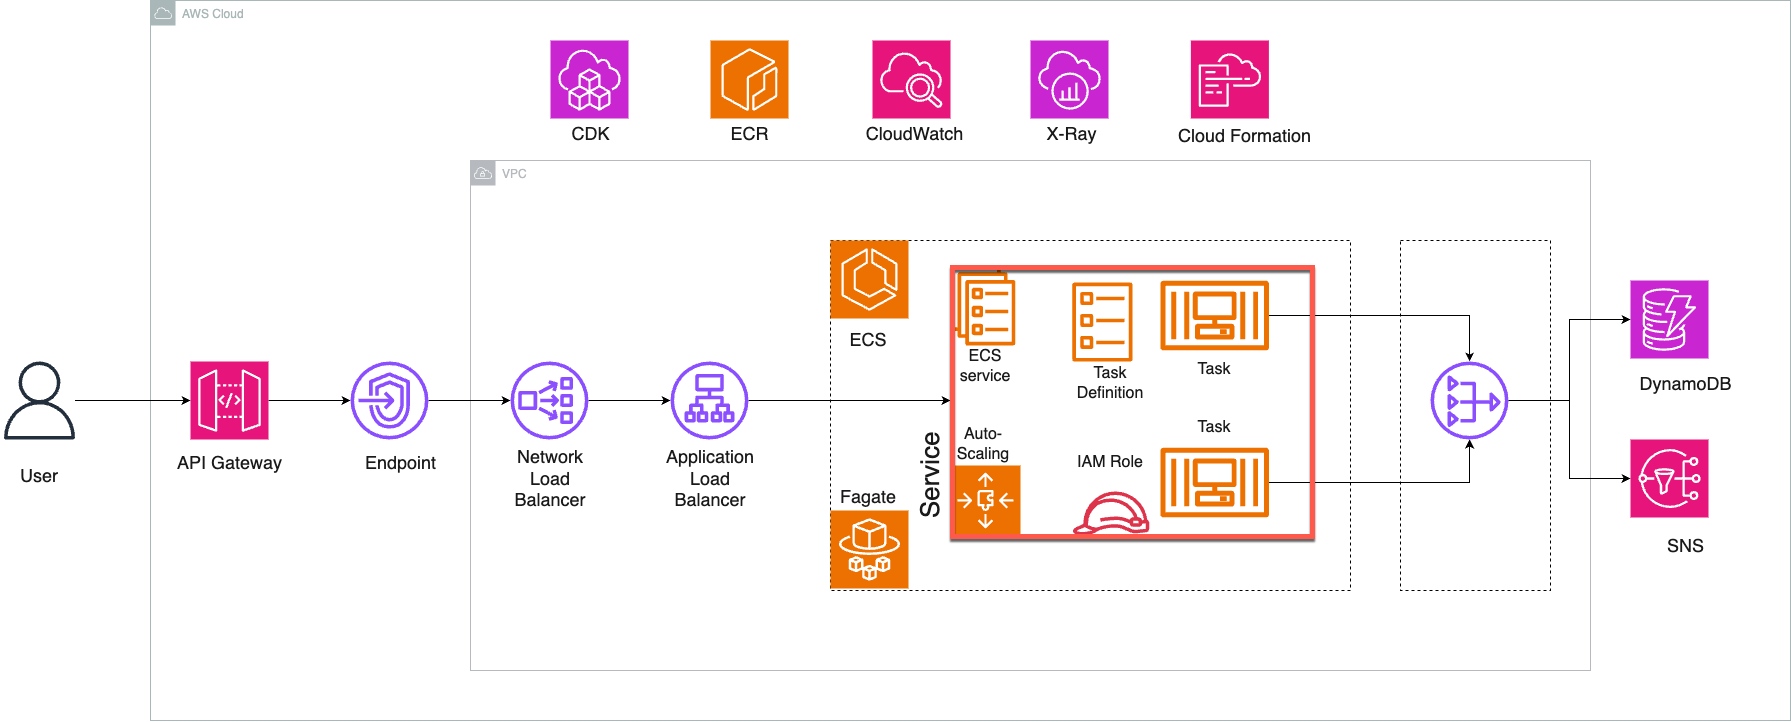 AWS Cloud
CDK
ECR
CloudWatch
X-Ray
Cloud Formation
VPC
ECS
ECS
service
Task
Definition
Task
User
API Gateway
Endpoint
Network
Load
Balancer
Application
Load
Balancer
Fagate
Service
Auto-
Scaling
IAM Role
Task
DynamoDB
SNS